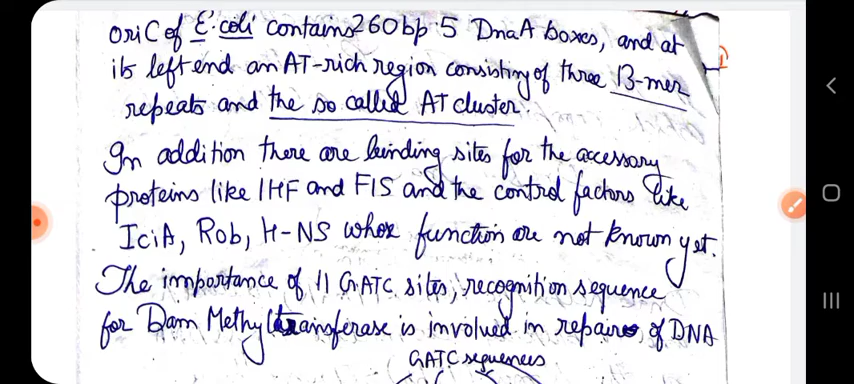 oriC of E. coli contains 260bp. 5 DnaA boxes, and at
its left end an AT-rich region consisting of three 13-mer
repeats and the so called AT cluster.
In addition there are binding sites for the accessory
proteins like IHF and FIS and the control factors like
IciA, Rob, H-NS whose function are not known yet.
The importance of 11 GATC sites, recognition sequence
for Dam Methyl transferase is involved in repair of DNA
GATC sequences